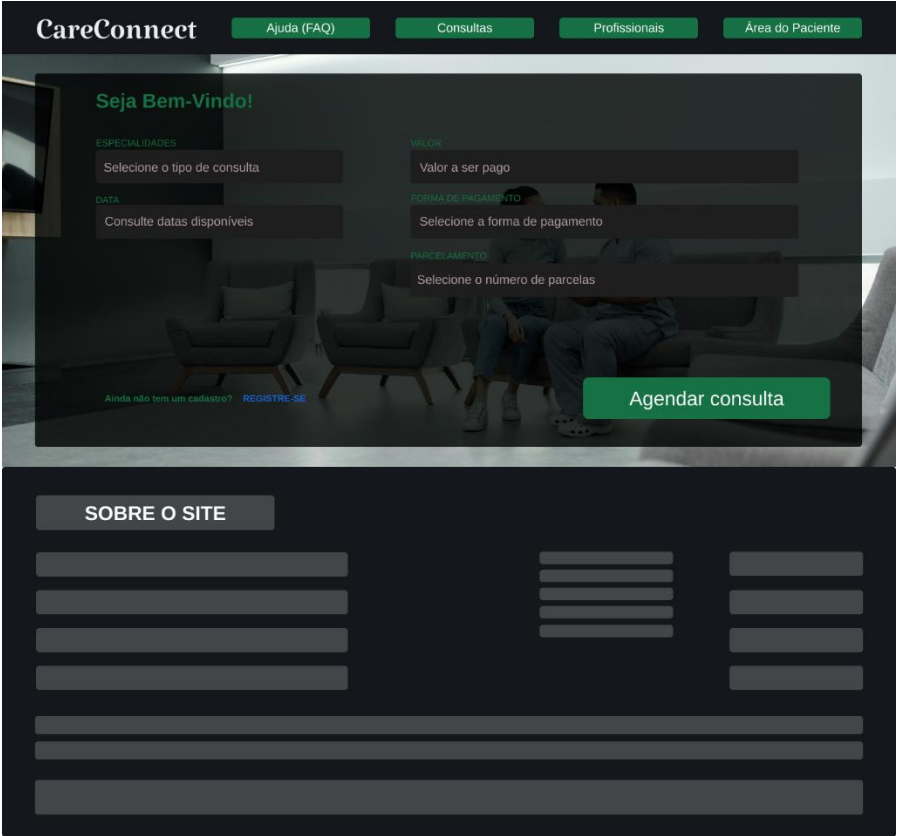 CareConnect
Ajuda (FAQ)
Consultas
Profissionais
Área do Paciente
Seja Bem-Vindo!
ESPECIALIDADES
Selecione o tipo de consulta
DATA
Consulte datas disponíveis
VALOR
Valor a ser pago
FORMA DE PAGAMENTO
Selecione a forma de pagamento
PARCELAMENTO
Selecione o número de parcelas
Ainda não tem um cadastro? REGISTRE-SE
Agendar consulta
SOBRE O SITE